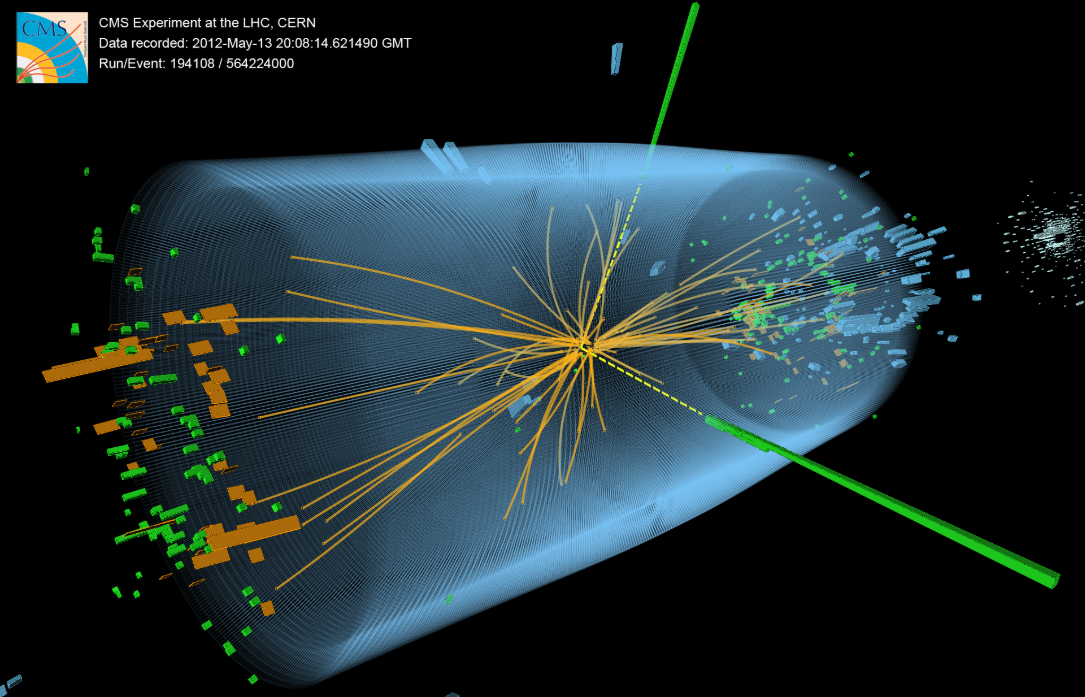 CMS
CMS Experiment at the LHC, CERN
Data recorded: 2012-May-13 20:08:14.621490 GMT
Run/Event: 194108 / 564224000